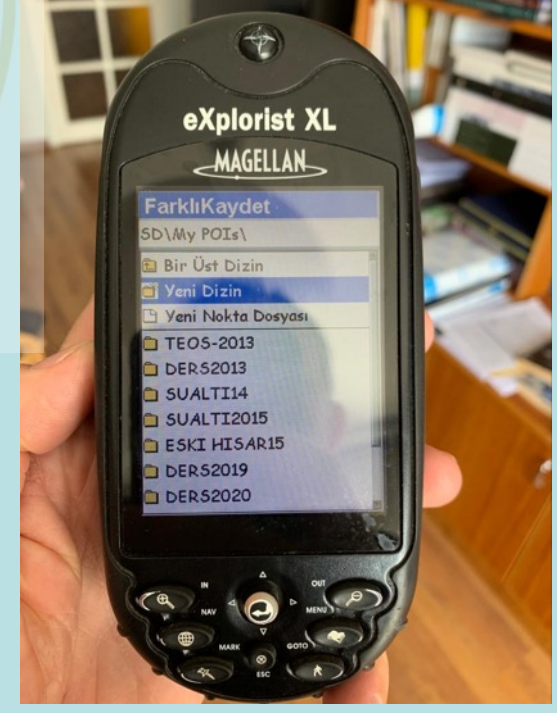 eXplorist XL
MAGELLAN
FarklıKaydet
SD\My POIs\
Bir Üst Dizin
Yeni Dizin
Yeni Nokta Dosyası
TEOS-2013
DERS2013
SUALTI14
SUALTI2015
ESKI HISAR15
DERS2019
DERS2020
IN
OUT
NAV
MENU
MARK
GOTO
ESC